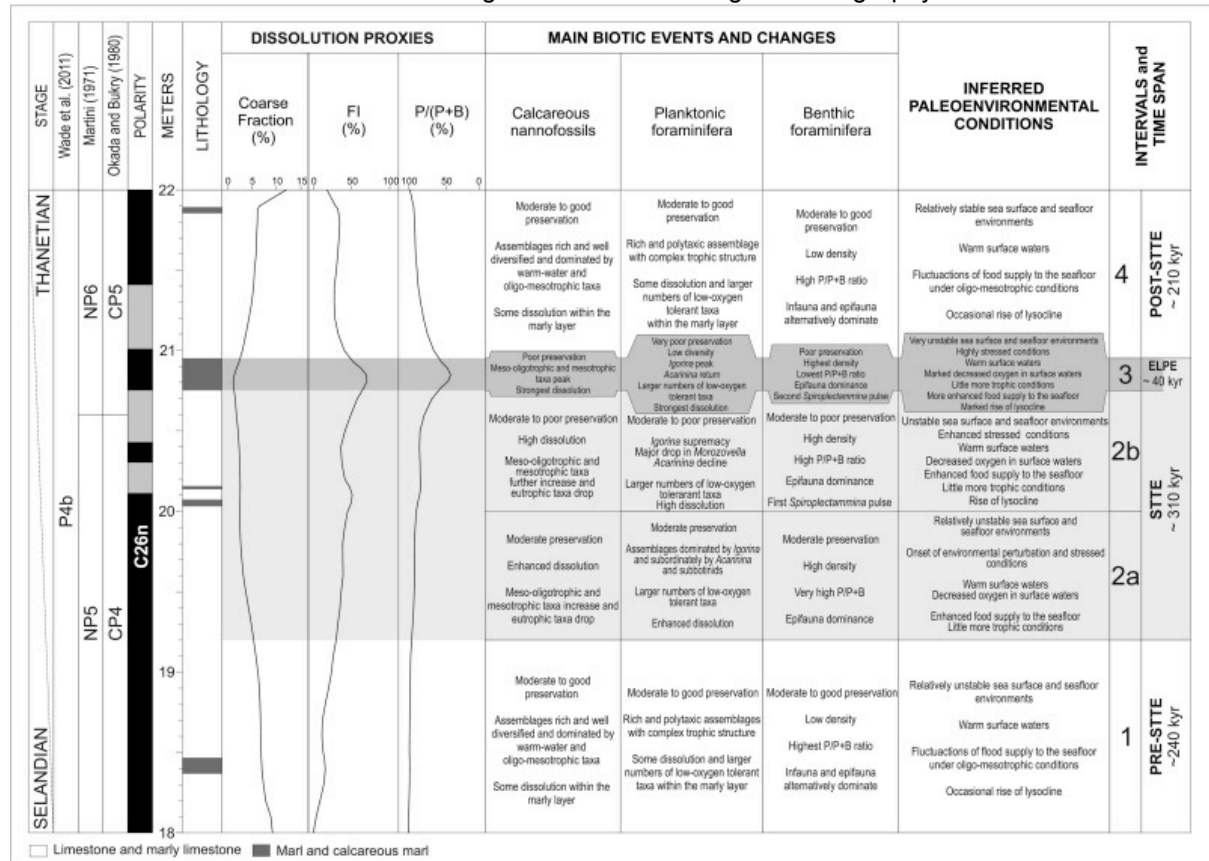 DISSOLUTION PROXIES
MAIN BIOTIC EVENTS AND CHANGES
INFERRED
PALEOENVIRONMENTAL
CONDITIONS
INTERVALS and
TIME SPAN
STAGE
Wade et al. (2011)
Martini (1971)
Okada and Bukry (1980)
POLARITY
METERS
LITHOLOGY
Coarse
Fraction
(%)
FI
(%)
P/(P+B)
(%)
Calcareous
nannofossils
Planktonic
foraminifera
Benthic
foraminifera
0 5 10 15
0 50 100
100 50 0
THANETIAN
SELANDIAN
P4b
NP6
NP5
CP5
CP4
C26n
22
21
20
19
18
Moderate to good
preservation
Assemblages rich and well
diversified and dominated by
warm-water and
oligo-mesotrophic taxa
Some dissolution within the
marly layer
Moderate to good
preservation
Rich and polytaxic assemblage
with complex trophic structure
Some dissolution and larger
numbers of low-oxygen
tolerant taxa
within the marly layer
Moderate to good
preservation
Low density
High P/P+B ratio
Infauna and epifauna
alternatively dominate
Relatively stable sea surface and seafloor
environments
Warm surface waters
Fluctuations of food supply to the seafloor
under oligo-mesotrophic conditions
Occasional rise of lysocline
4
POST-STTE
~ 210 kyr
Poor preservation
Meso-oligotrophic and mesotrophic
taxa peak
Strongest dissolution
Very poor preservation
Low diversity
Igorina peak
Acarinina return
Larger numbers of low-oxygen
tolerant taxa
Strongest dissolution
Poor preservation
Highest density
Lowest P/P+B ratio
Epifauna dominance
Second Spiroplectammina pulse
Very unstable sea surface and seafloor environments
Highly stressed conditions
Warm surface waters
Marked decreased oxygen in surface waters
Little more trophic conditions
More enhanced food supply to the seafloor
Marked rise of lysocline
3
ELPE
~ 40 kyr
Moderate to poor preservation
High dissolution
Meso-oligotrophic and
mesotrophic taxa
further increase and
eutrophic taxa drop
Moderate to poor preservation
Igorina supremacy
Major drop in Morozovella
Acarinina decline
Larger numbers of low-oxygen
tolerarant taxa
High dissolution
Moderate to poor preservation
High density
High P/P+B ratio
Epifauna dominance
First Spiroplectammina pulse
Unstable sea surface and seafloor environments
Enhanced stressed conditions
Warm surface waters
Decreased oxygen in surface waters
Enhanced food supply to the seafloor
Little more trophic conditions
Rise of lysocline
2b
STTE
~ 310 kyr
Moderate preservation
Enhanced dissolution
Meso-oligotrophic and
mesotrophic taxa increase and
eutrophic taxa drop
Moderate preservation
Assemblages dominated by Igorina
and subordinately by Acarinina
and subbotinids
Larger numbers of low-oxygen
tolerant taxa
Enhanced dissolution
Moderate preservation
High density
Very high P/P+B
Epifauna dominance
Relatively unstable sea surface and
seafloor environments
Onset of environmental perturbation and stressed
conditions
Warm surface waters
Decreased oxygen in surface waters
Enhanced food supply to the seafloor
Little more trophic conditions
2a
Moderate to good
preservation
Assemblages rich and well
diversified and dominated by
warm-water and
oligo-mesotrophic taxa
Some dissolution within the
marly layer
Moderate to good preservation
Rich and polytaxic assemblages
with complex trophic structure
Some dissolution and larger
numbers of low-oxygen tolerant
taxa within the marly layer
Moderate to good preservation
Low density
Highest P/P+B ratio
Infauna and epifauna
alternatively dominate
Relatively unstable sea surface and seafloor
environments
Warm surface waters
Fluctuations of flood supply to the seafloor
under oligo-mesotrophic conditions
Occasional rise of lysocline
1
PRE-STTE
~240 kyr
Limestone and marly limestone
Marl and calcareous marl